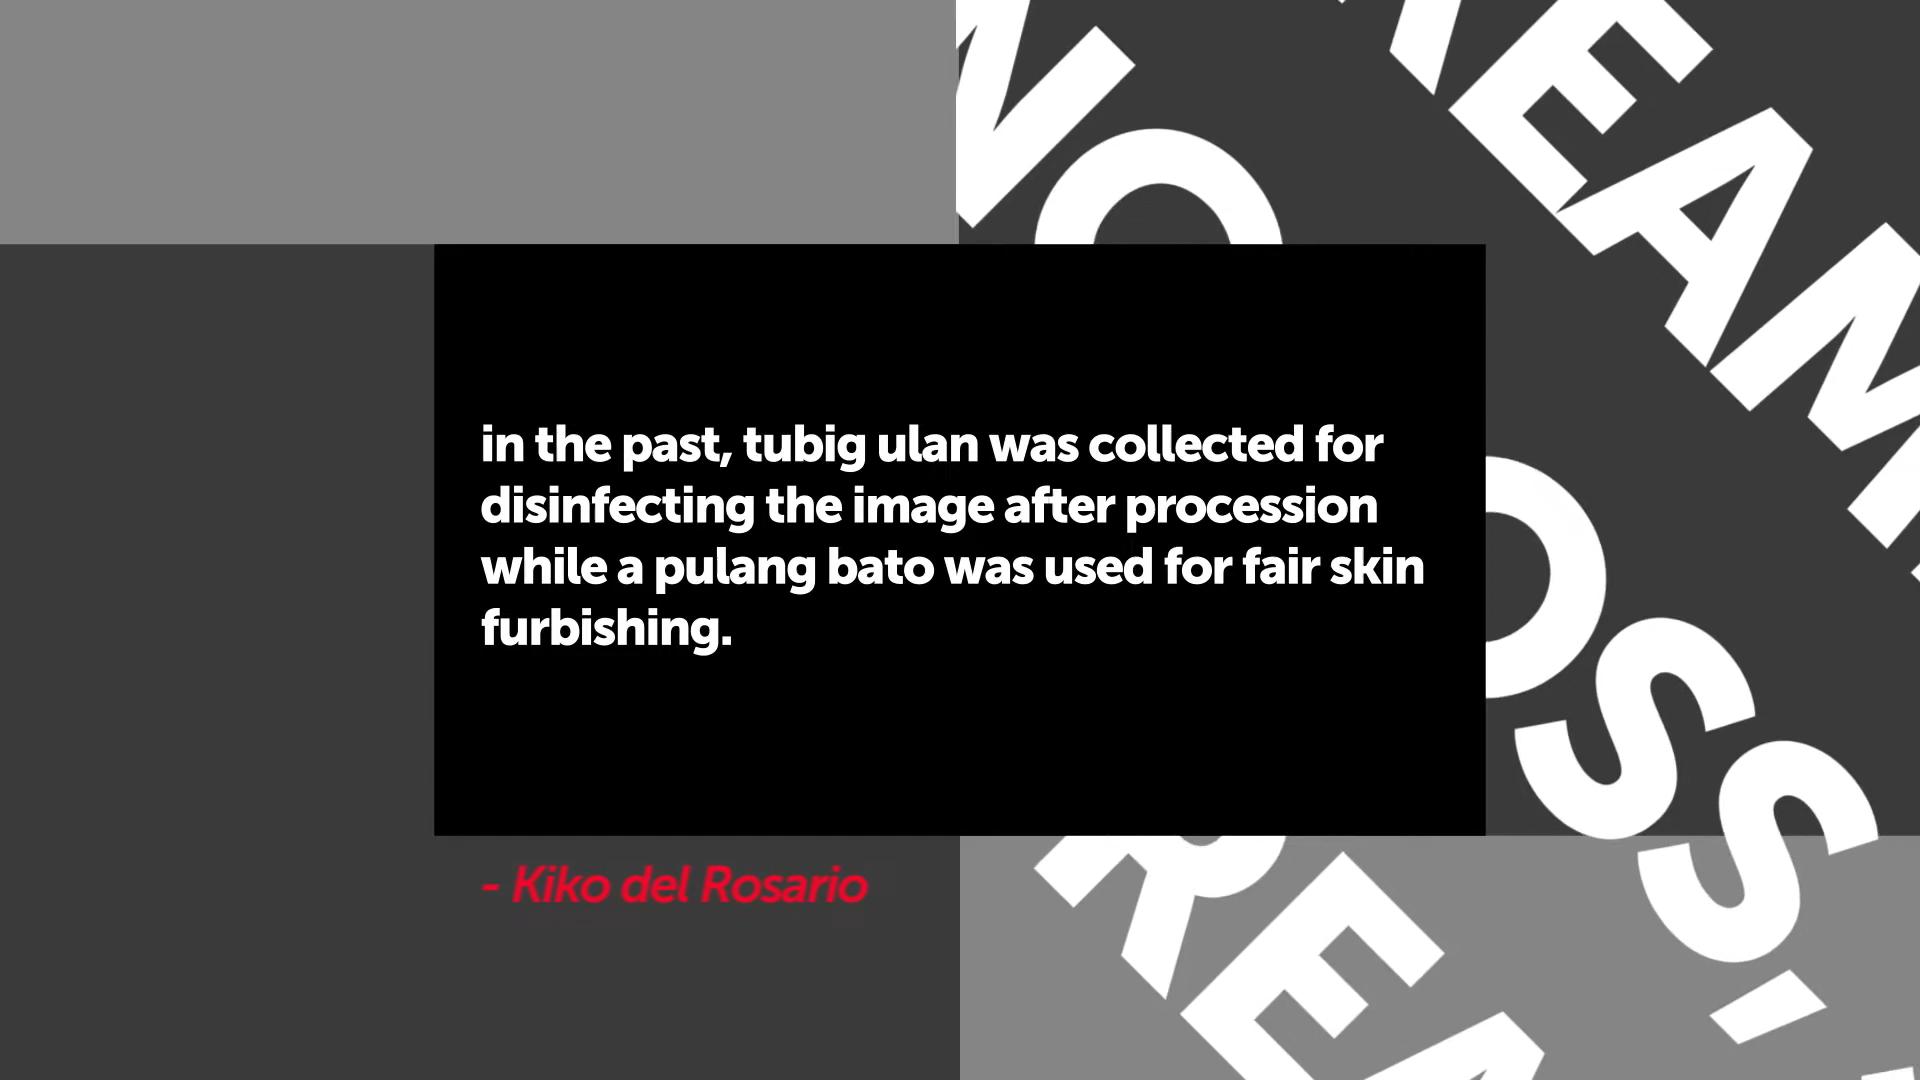 in the past, tubig ulan was collected for
disinfecting the image after procession
while a pulang bato was used for fair skin
furbishing.
- Kiko del Rosario